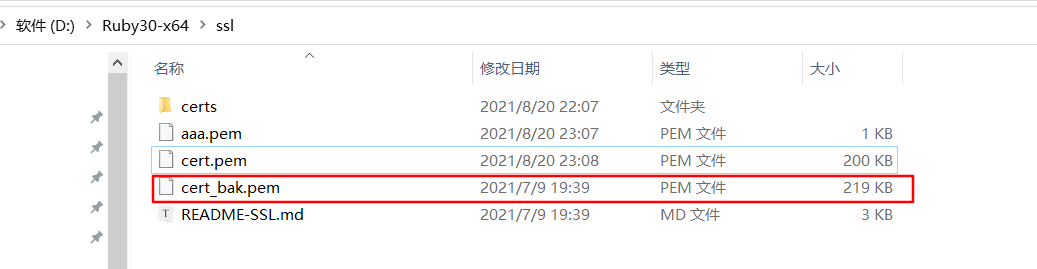 软件 (D:) > Ruby30-x64 > ssl
名称 修改日期 类型 大小
certs 2021/8/20 22:07 文件夹
aaa.pem 2021/8/20 23:07 PEM 文件 1 KB
cert.pem 2021/8/20 23:08 PEM 文件 200 KB
cert_bak.pem 2021/7/9 19:39 PEM 文件 219 KB
README-SSL.md 2021/7/9 19:39 MD 文件 3 KB